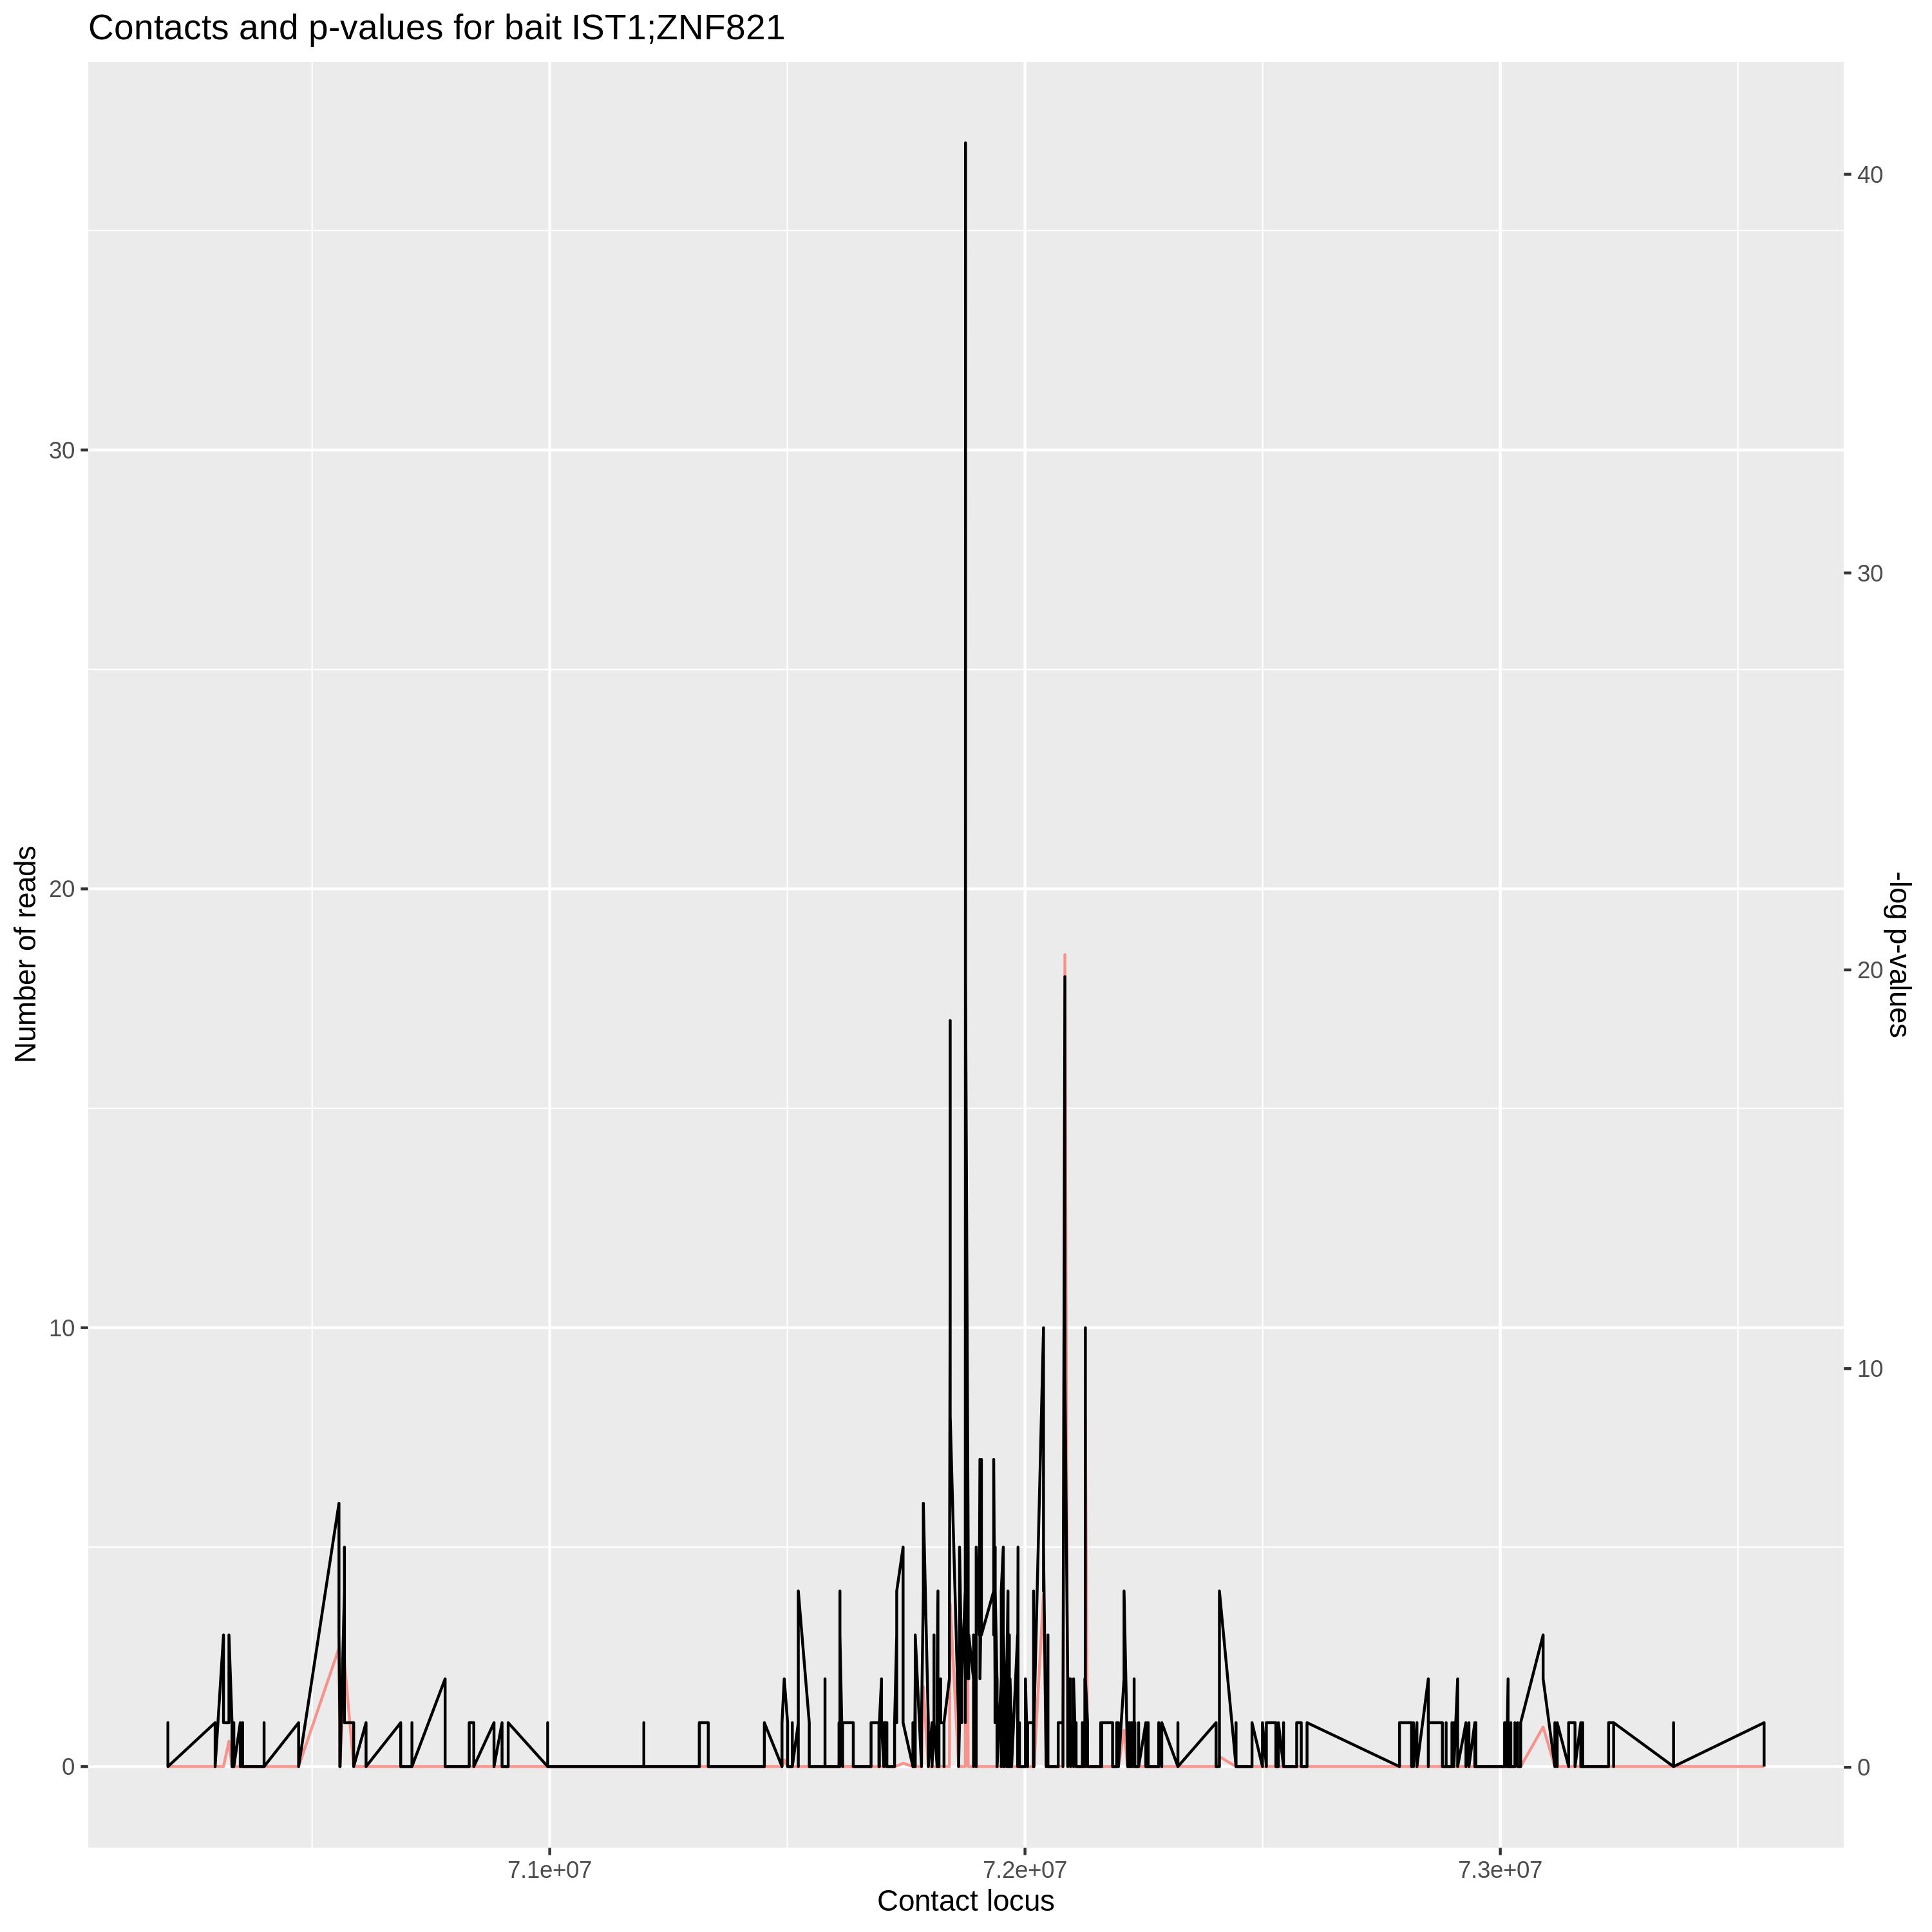 Contacts and p-values for bait IST1;ZNF821
40
30
30
20
20
10
10
0
0
Number of reads
-log p-values
7.1e+07 7.2e+07 7.3e+07
Contact locus